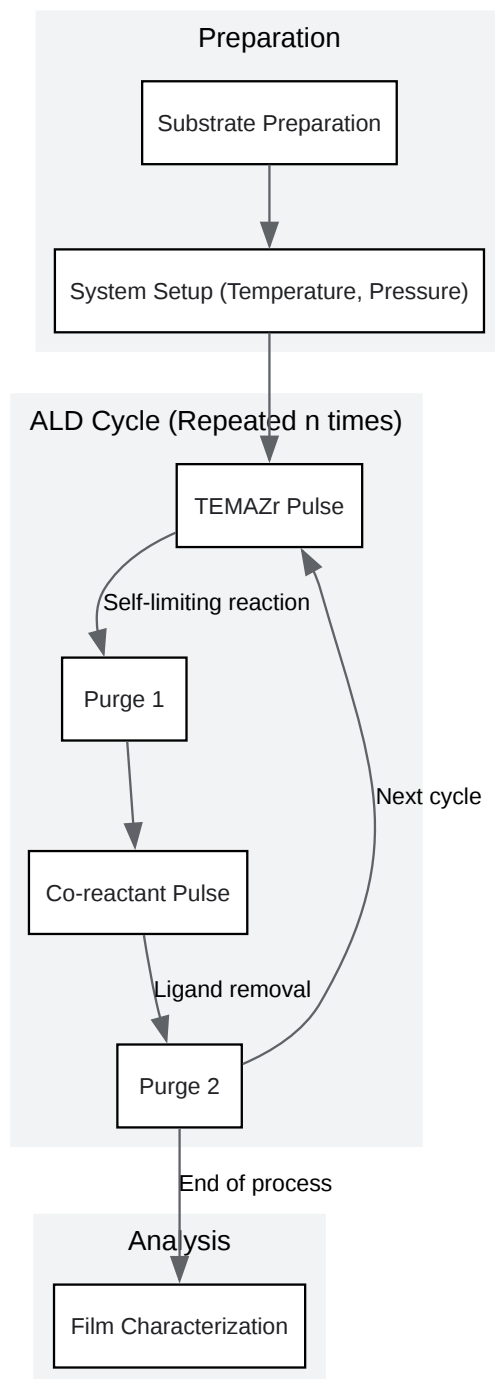 Preparation
Substrate Preparation
System Setup (Temperature, Pressure)
ALD Cycle (Repeated n times)
TEMAZr Pulse
Self-limiting reaction
Purge 1
Next cycle
Co-reactant Pulse
Ligand removal
Purge 2
End of process
Analysis
Film Characterization